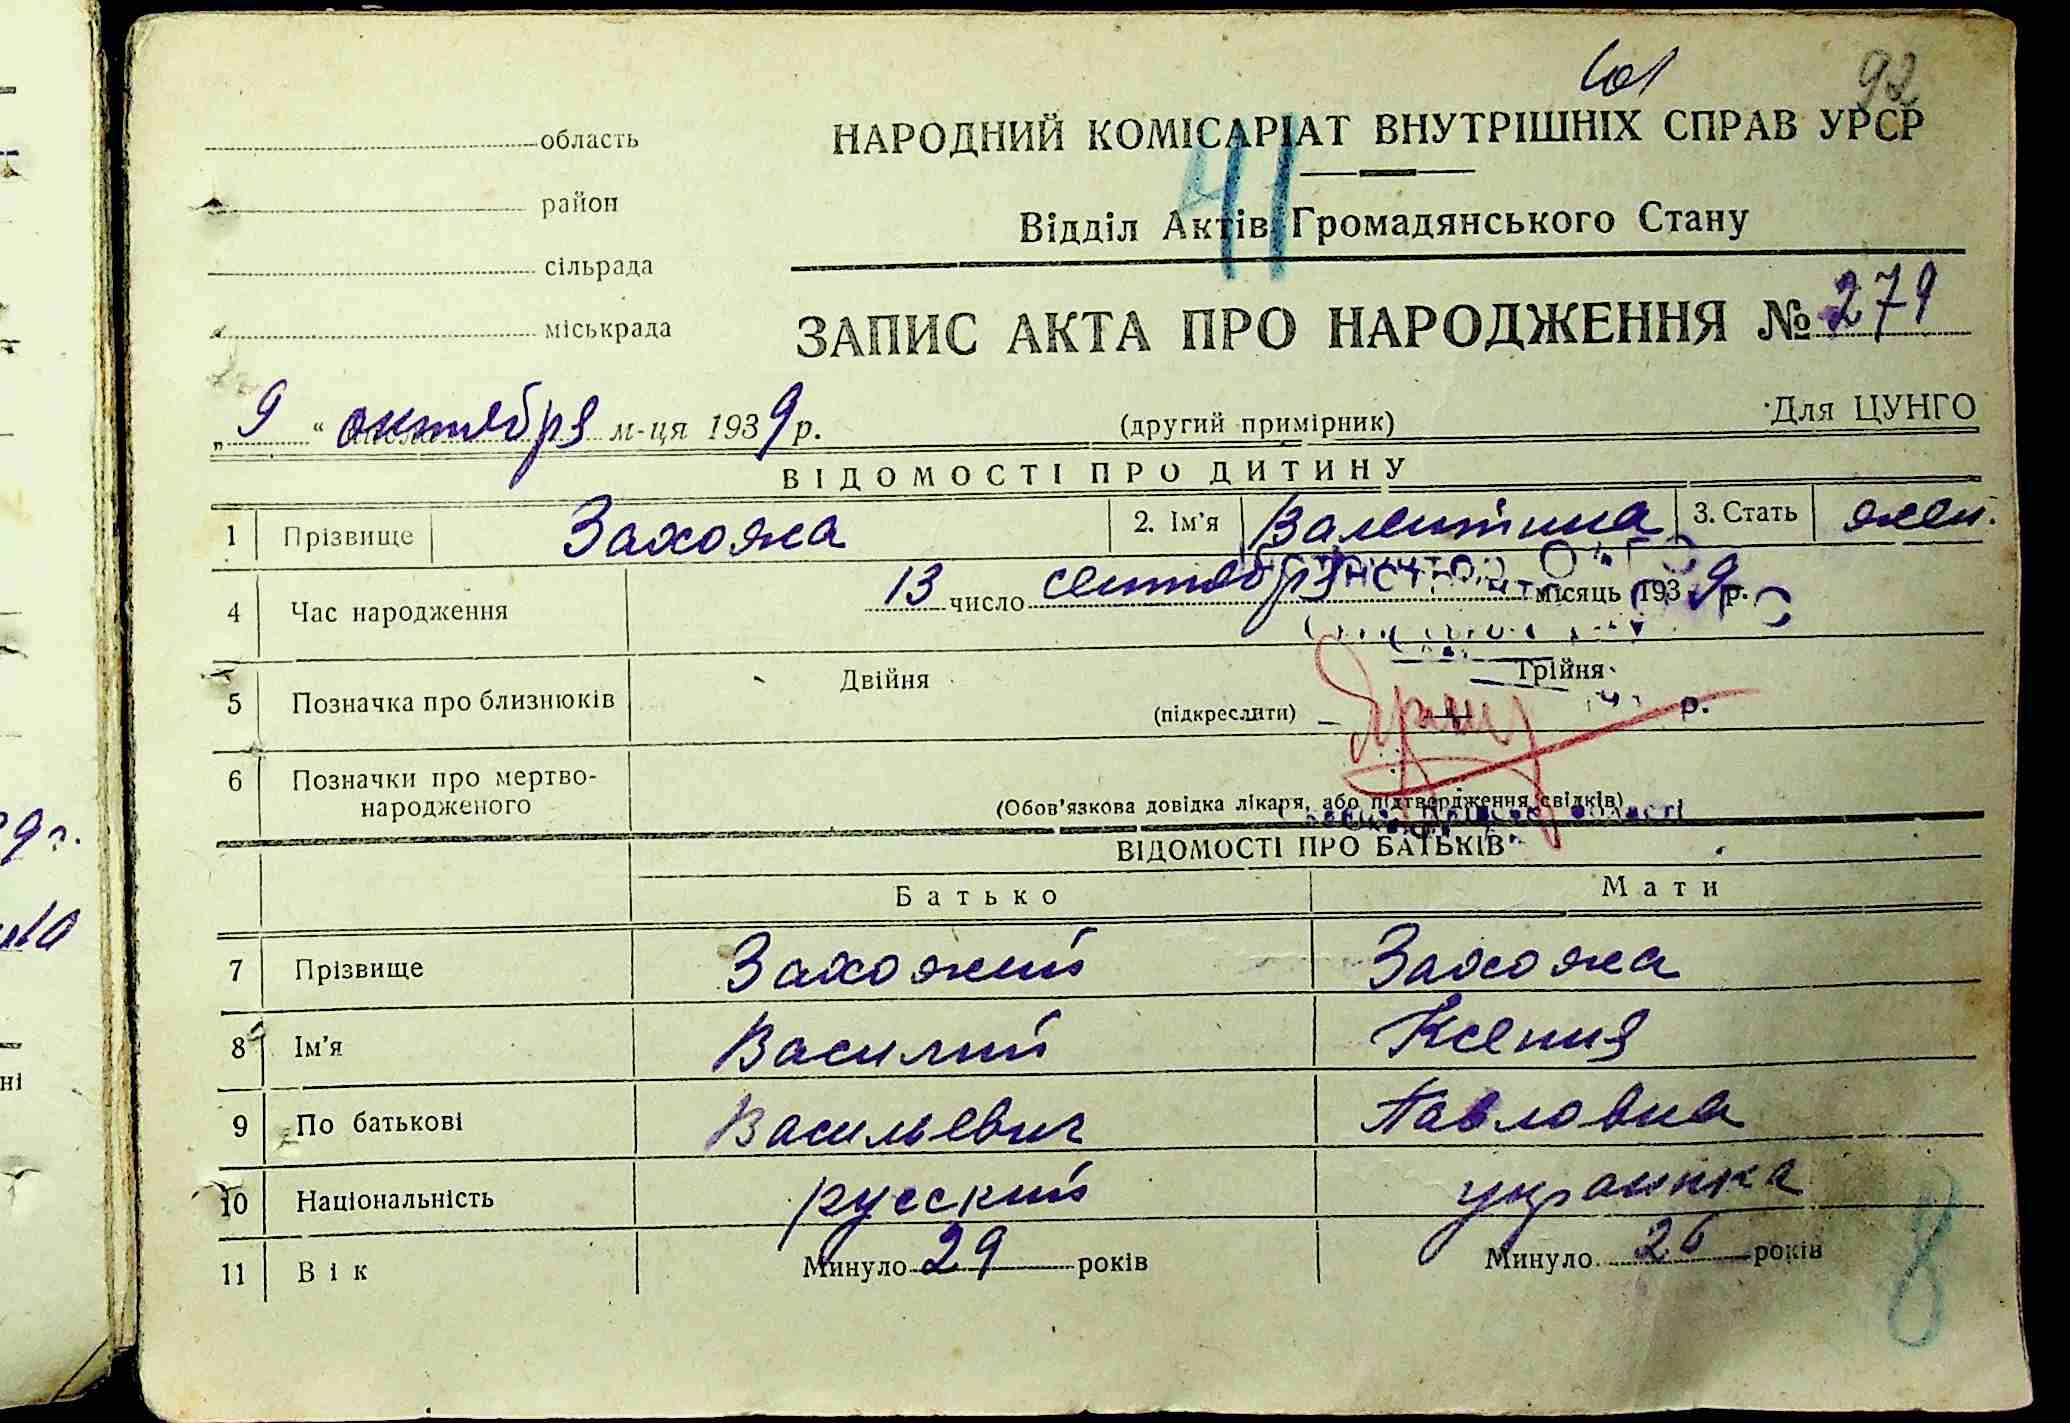 92
область
НАРОДНИЙ КОМІСАРІАТ ВНУТРІШНІХ СПРАВ УРСР
41
район
Відділ Актів Громадянського Стану
сільрада
міськрада
ЗАПИС АКТА ПРО НАРОДЖЕННЯ № 279
„ 9 “ октября м-ця 1939 р.
(другий примірник)
Для ЦУНГО
ВІДОМОСТІ ПРО ДИТИНУ
1 Прізвище Захожа 2. Ім'я Валентина 3. Стать жен.
4 Час народження 13 число сентября місяць 1939 р.
5 Позначка про близнюків Двійня Трійня
(підкреслити)
р.
6 Позначки про мертво-
народженого
(Обов'язкова довідка лікаря, або підтвердження свідків)
області
ВІДОМОСТІ ПРО БАТЬКІВ
Батько Мати
7 Прізвище Захожий Захожа
8 Ім'я Василий Ксения
9 По батькові Васильевич Павловна
10 Національність русский украинка
11 Вік Минуло 29 років Минуло 26 років
8
9 г.
ні